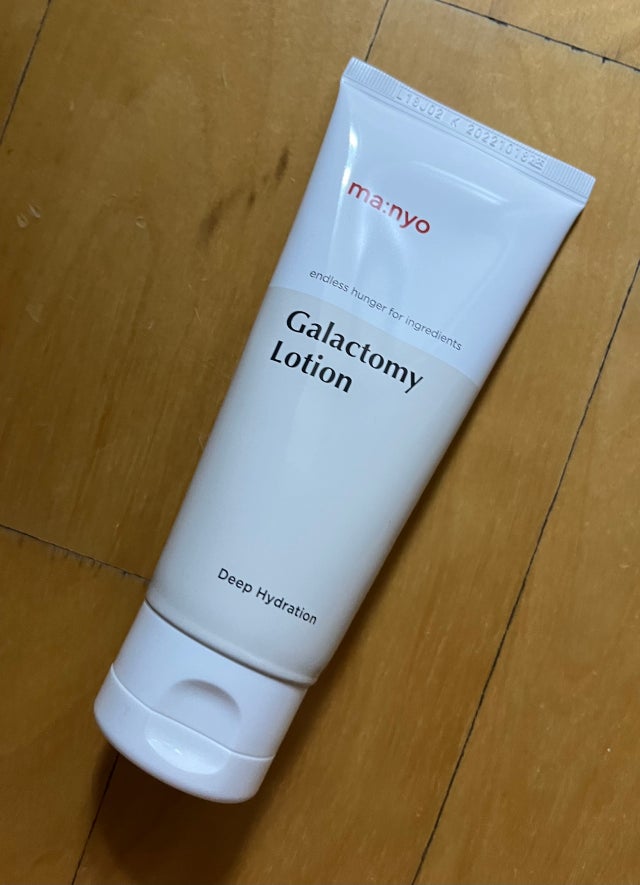 ma:nyo
endless hunger for ingredients
Galactomy
Lotion
Deep Hydration